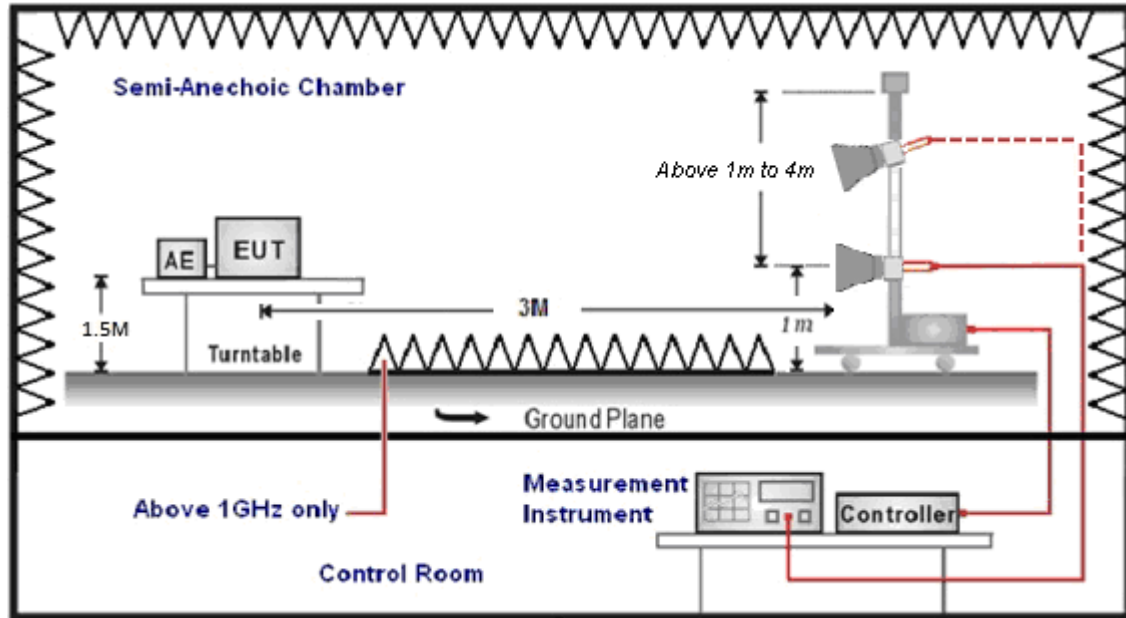 Semi-Anechoic Chamber
Above 1m to 4m
AE
EUT
1.5M
3M
1m
Turntable
Ground Plane
Above 1GHz only
Measurement
Instrument
Controller
Control Room